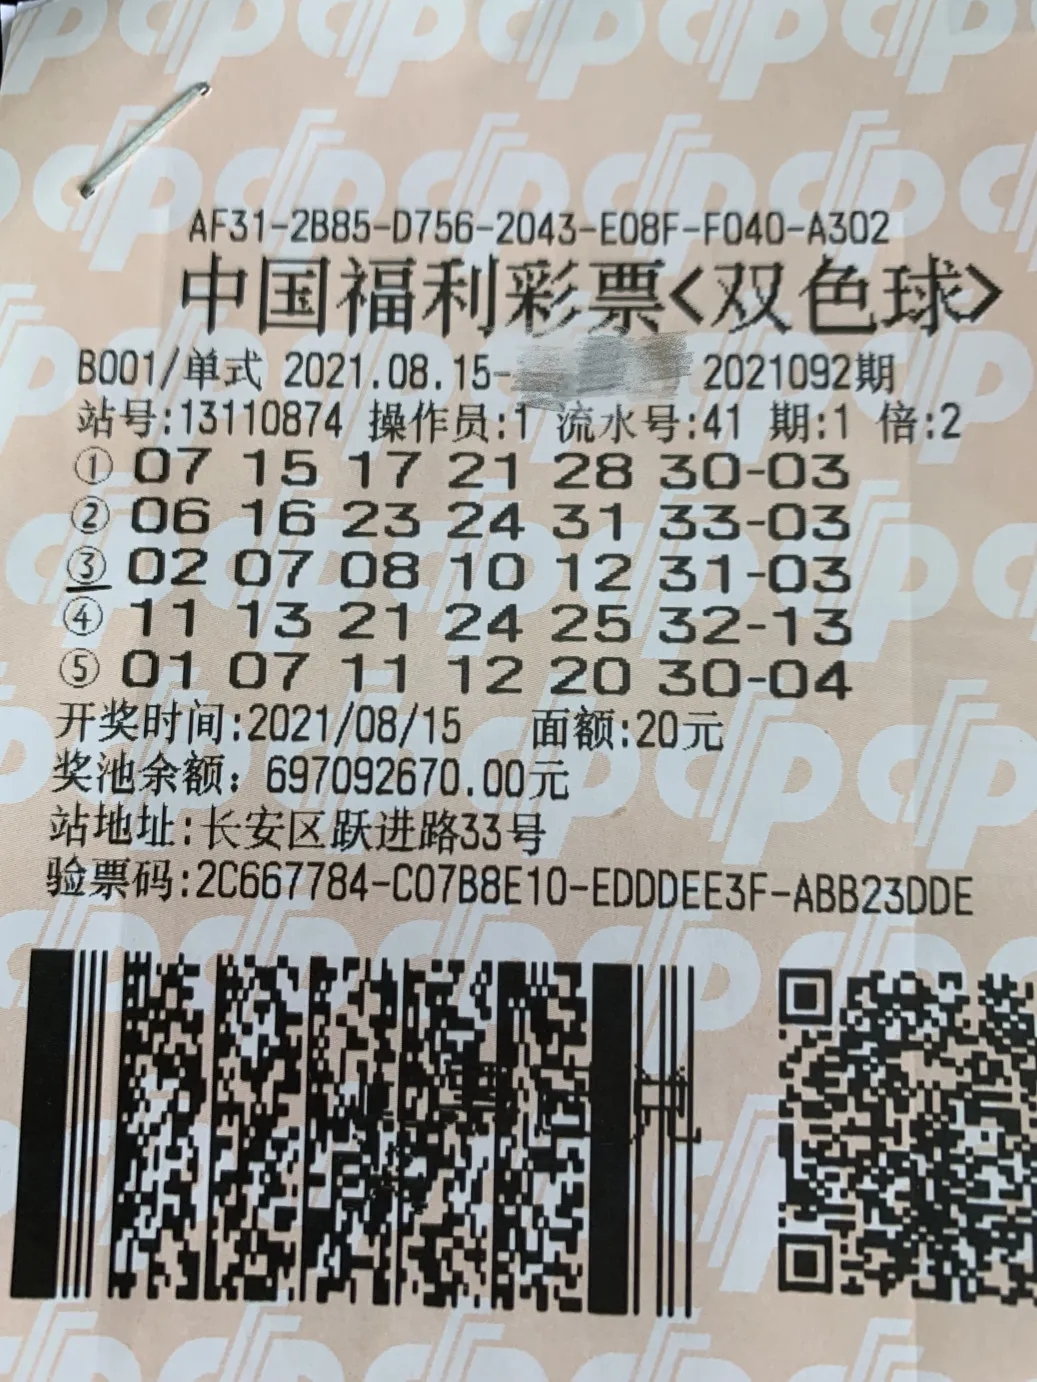 AF31-2B85-D756-2043-E08F-F040-A302
中国福利彩票<双色球>
B001/单式 2021.08.15- 2021092期
站号:13110874 操作员:1 流水号:41 期:1 倍:2
① 07 15 17 21 28 30-03
② 06 16 23 24 31 33-03
③ 02 07 08 10 12 31-03
④ 11 13 21 24 25 32-13
⑤ 01 07 11 12 20 30-04
开奖时间:2021/08/15 面额:20元
奖池余额: 697092670.00元
站地址:长安区跃进路33号
验票码:2C667784-C07B8E10-EDDDEE3F-ABB23DDE